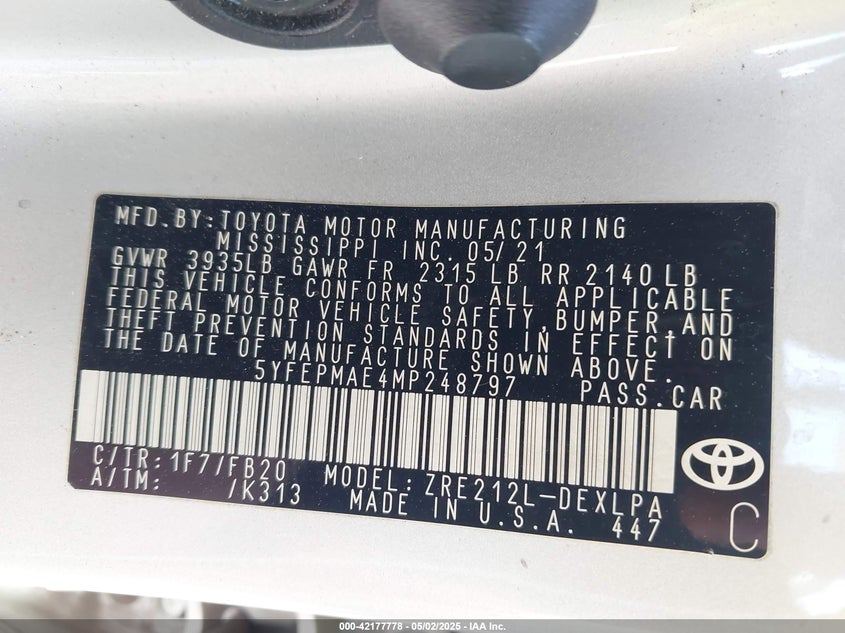 MFD.BY:TOYOTA MOTOR MANUFACTURING
MISSISSIPPI INC. 05/21
GVWR 3935LB GAWR FR 2315 LB RR 2140 LB
THIS VEHICLE CONFORMS TO ALL APPLICABLE
FEDERAL MOTOR VEHICLE SAFETY, BUMPER, AND
THEFT PREVENTION STANDARDS IN EFFECT ON
THE DATE OF MANUFACTURE SHOWN ABOVE.
5YFEPMAE4MP248797 PASS.CAR
C/TR:1F7/FB20 MODEL:ZRE212L-DEXLPA
A/TM: /K313 MADE IN U.S.A. 447
C
000-42177778 - 05/02/2025 - IAA Inc.